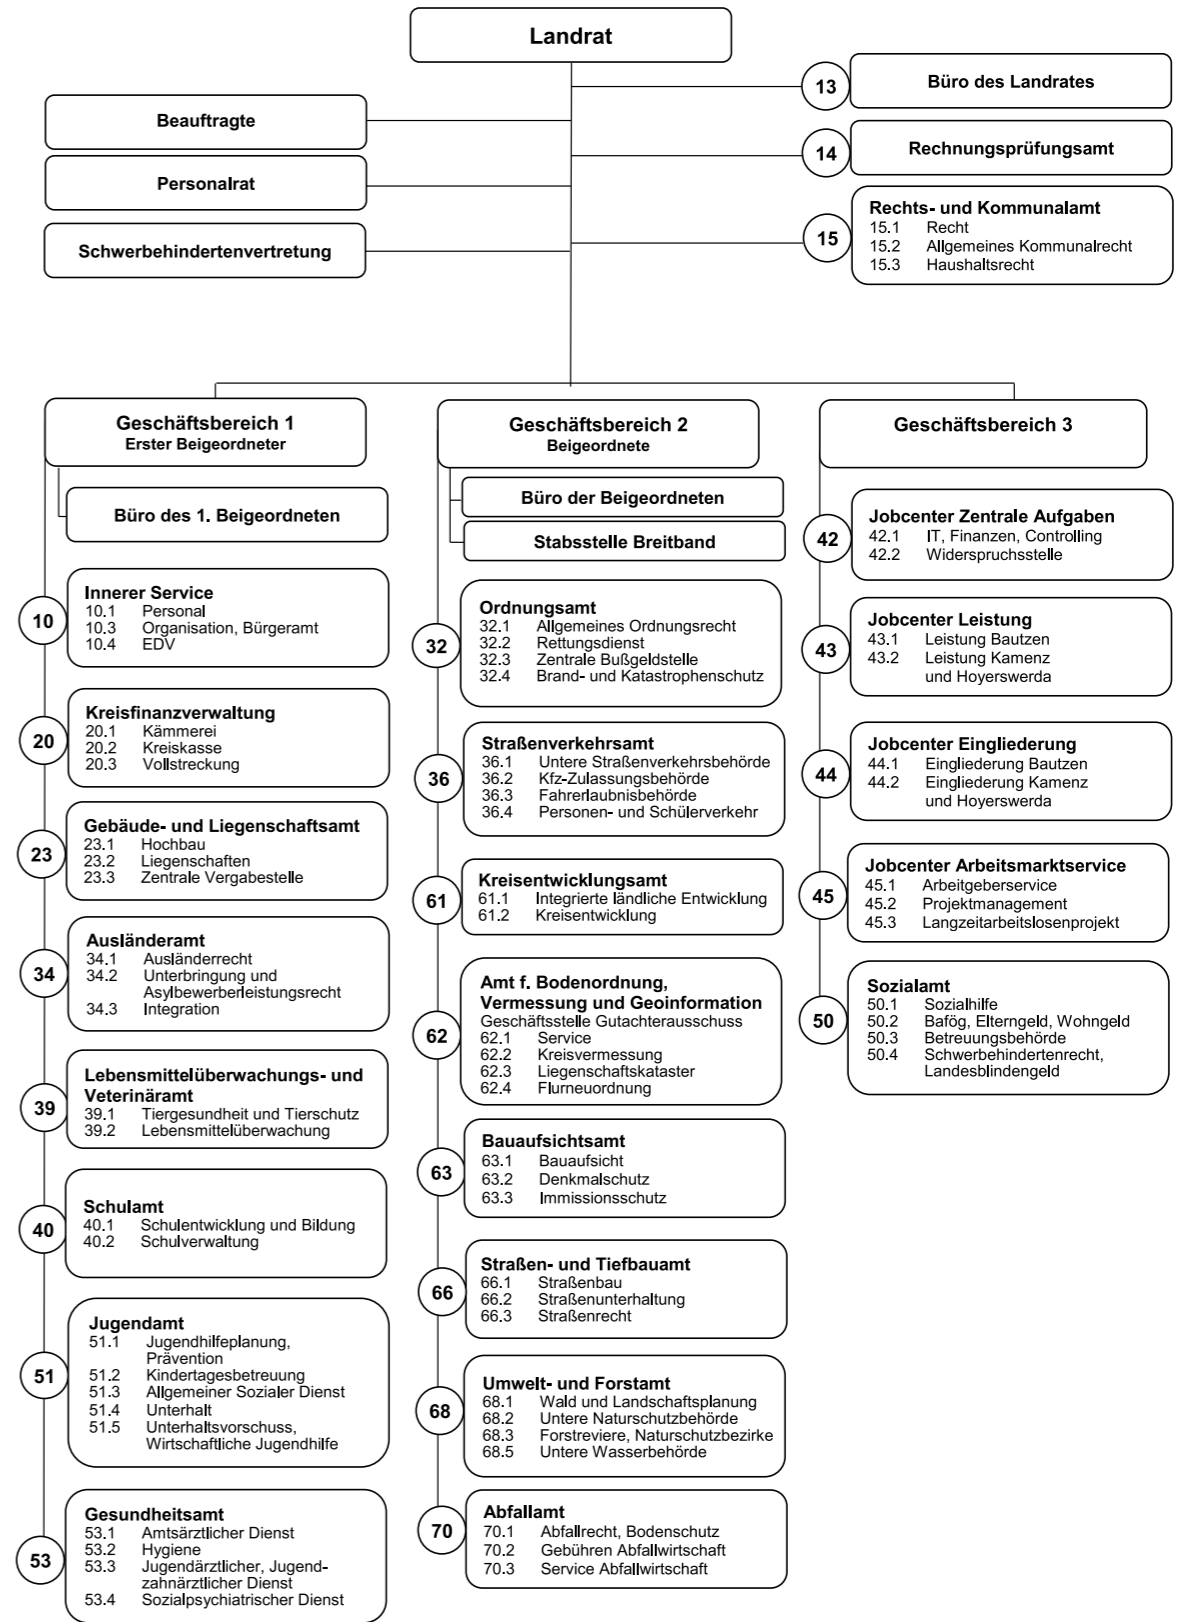 Landrat
Beauftragte
Personalrat
Schwerbehindertenvertretung
13
Büro des Landrates
14
Rechnungsprüfungsamt
15
Rechts- und Kommunalamt
15.1 Recht
15.2 Allgemeines Kommunalrecht
15.3 Haushaltsrecht
Geschäftsbereich 1
Erster Beigeordneter
Büro des 1. Beigeordneten
10
Innerer Service
10.1 Personal
10.3 Organisation, Bürgeramt
10.4 EDV
20
Kreisfinanzverwaltung
20.1 Kämmerei
20.2 Kreiskasse
20.3 Vollstreckung
23
Gebäude- und Liegenschaftsamt
23.1 Hochbau
23.2 Liegenschaften
23.3 Zentrale Vergabestelle
34
Ausländeramt
34.1 Ausländerrecht
34.2 Unterbringung und
Asylbewerberleistungsrecht
34.3 Integration
39
Lebensmittelüberwachungs- und
Veterinäramt
39.1 Tiergesundheit und Tierschutz
39.2 Lebensmittelüberwachung
40
Schulamt
40.1 Schulentwicklung und Bildung
40.2 Schulverwaltung
51
Jugendamt
51.1 Jugendhilfeplanung,
Prävention
51.2 Kindertagesbetreuung
51.3 Allgemeiner Sozialer Dienst
51.4 Unterhalt
51.5 Unterhaltsvorschuss,
Wirtschaftliche Jugendhilfe
53
Gesundheitsamt
53.1 Amtsärztlicher Dienst
53.2 Hygiene
53.3 Jugendärztlicher, Jugend-
zahnärztlicher Dienst
53.4 Sozialpsychiatrischer Dienst
Geschäftsbereich 2
Beigeordnete
Büro der Beigeordneten
Stabsstelle Breitband
32
Ordnungsamt
32.1 Allgemeines Ordnungsrecht
32.2 Rettungsdienst
32.3 Zentrale Bußgeldstelle
32.4 Brand- und Katastrophenschutz
36
Straßenverkehrsamt
36.1 Untere Straßenverkehrsbehörde
36.2 Kfz-Zulassungsbehörde
36.3 Fahrerlaubnisbehörde
36.4 Personen- und Schülerverkehr
61
Kreisentwicklungsamt
61.1 Integrierte ländliche Entwicklung
61.2 Kreisentwicklung
62
Amt f. Bodenordnung,
Vermessung und Geoinformation
Geschäftsstelle Gutachterausschuss
62.1 Service
62.2 Kreisvermessung
62.3 Liegenschaftskataster
62.4 Flurneuordnung
63
Bauaufsichtsamt
63.1 Bauaufsicht
63.2 Denkmalschutz
63.3 Immissionsschutz
66
Straßen- und Tiefbauamt
66.1 Straßenbau
66.2 Straßenunterhaltung
66.3 Straßenrecht
68
Umwelt- und Forstamt
68.1 Wald und Landschaftsplanung
68.2 Untere Naturschutzbehörde
68.3 Forstreviere, Naturschutzbezirke
68.5 Untere Wasserbehörde
70
Abfallamt
70.1 Abfallrecht, Bodenschutz
70.2 Gebühren Abfallwirtschaft
70.3 Service Abfallwirtschaft
Geschäftsbereich 3
42
Jobcenter Zentrale Aufgaben
42.1 IT, Finanzen, Controlling
42.2 Widerspruchsstelle
43
Jobcenter Leistung
43.1 Leistung Bautzen
43.2 Leistung Kamenz
und Hoyerswerda
44
Jobcenter Eingliederung
44.1 Eingliederung Bautzen
44.2 Eingliederung Kamenz
und Hoyerswerda
45
Jobcenter Arbeitsmarktservice
45.1 Arbeitgeberservice
45.2 Projektmanagement
45.3 Langzeitarbeitslosenprojekt
50
Sozialamt
50.1 Sozialhilfe
50.2 Bafög, Elterngeld, Wohngeld
50.3 Betreuungsbehörde
50.4 Schwerbehindertenrecht,
Landesblindengeld